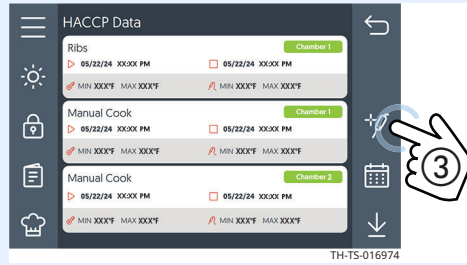 HACCP Data
Ribs Chamber 1
05/22/24 XX:XX PM 05/22/24 XX:XX PM
MIN XXX°F MAX XXX°F MIN XXX°F MAX XXX°F
Manual Cook Chamber 1
05/22/24 XX:XX PM 05/22/24 XX:XX PM
MIN XXX°F MAX XXX°F MIN XXX°F MAX XXX°F
Manual Cook Chamber 2
05/22/24 XX:XX PM 05/22/24 XX:XX PM
MIN XXX°F MAX XXX°F MIN XXX°F MAX XXX°F
3
TH-TS-016974